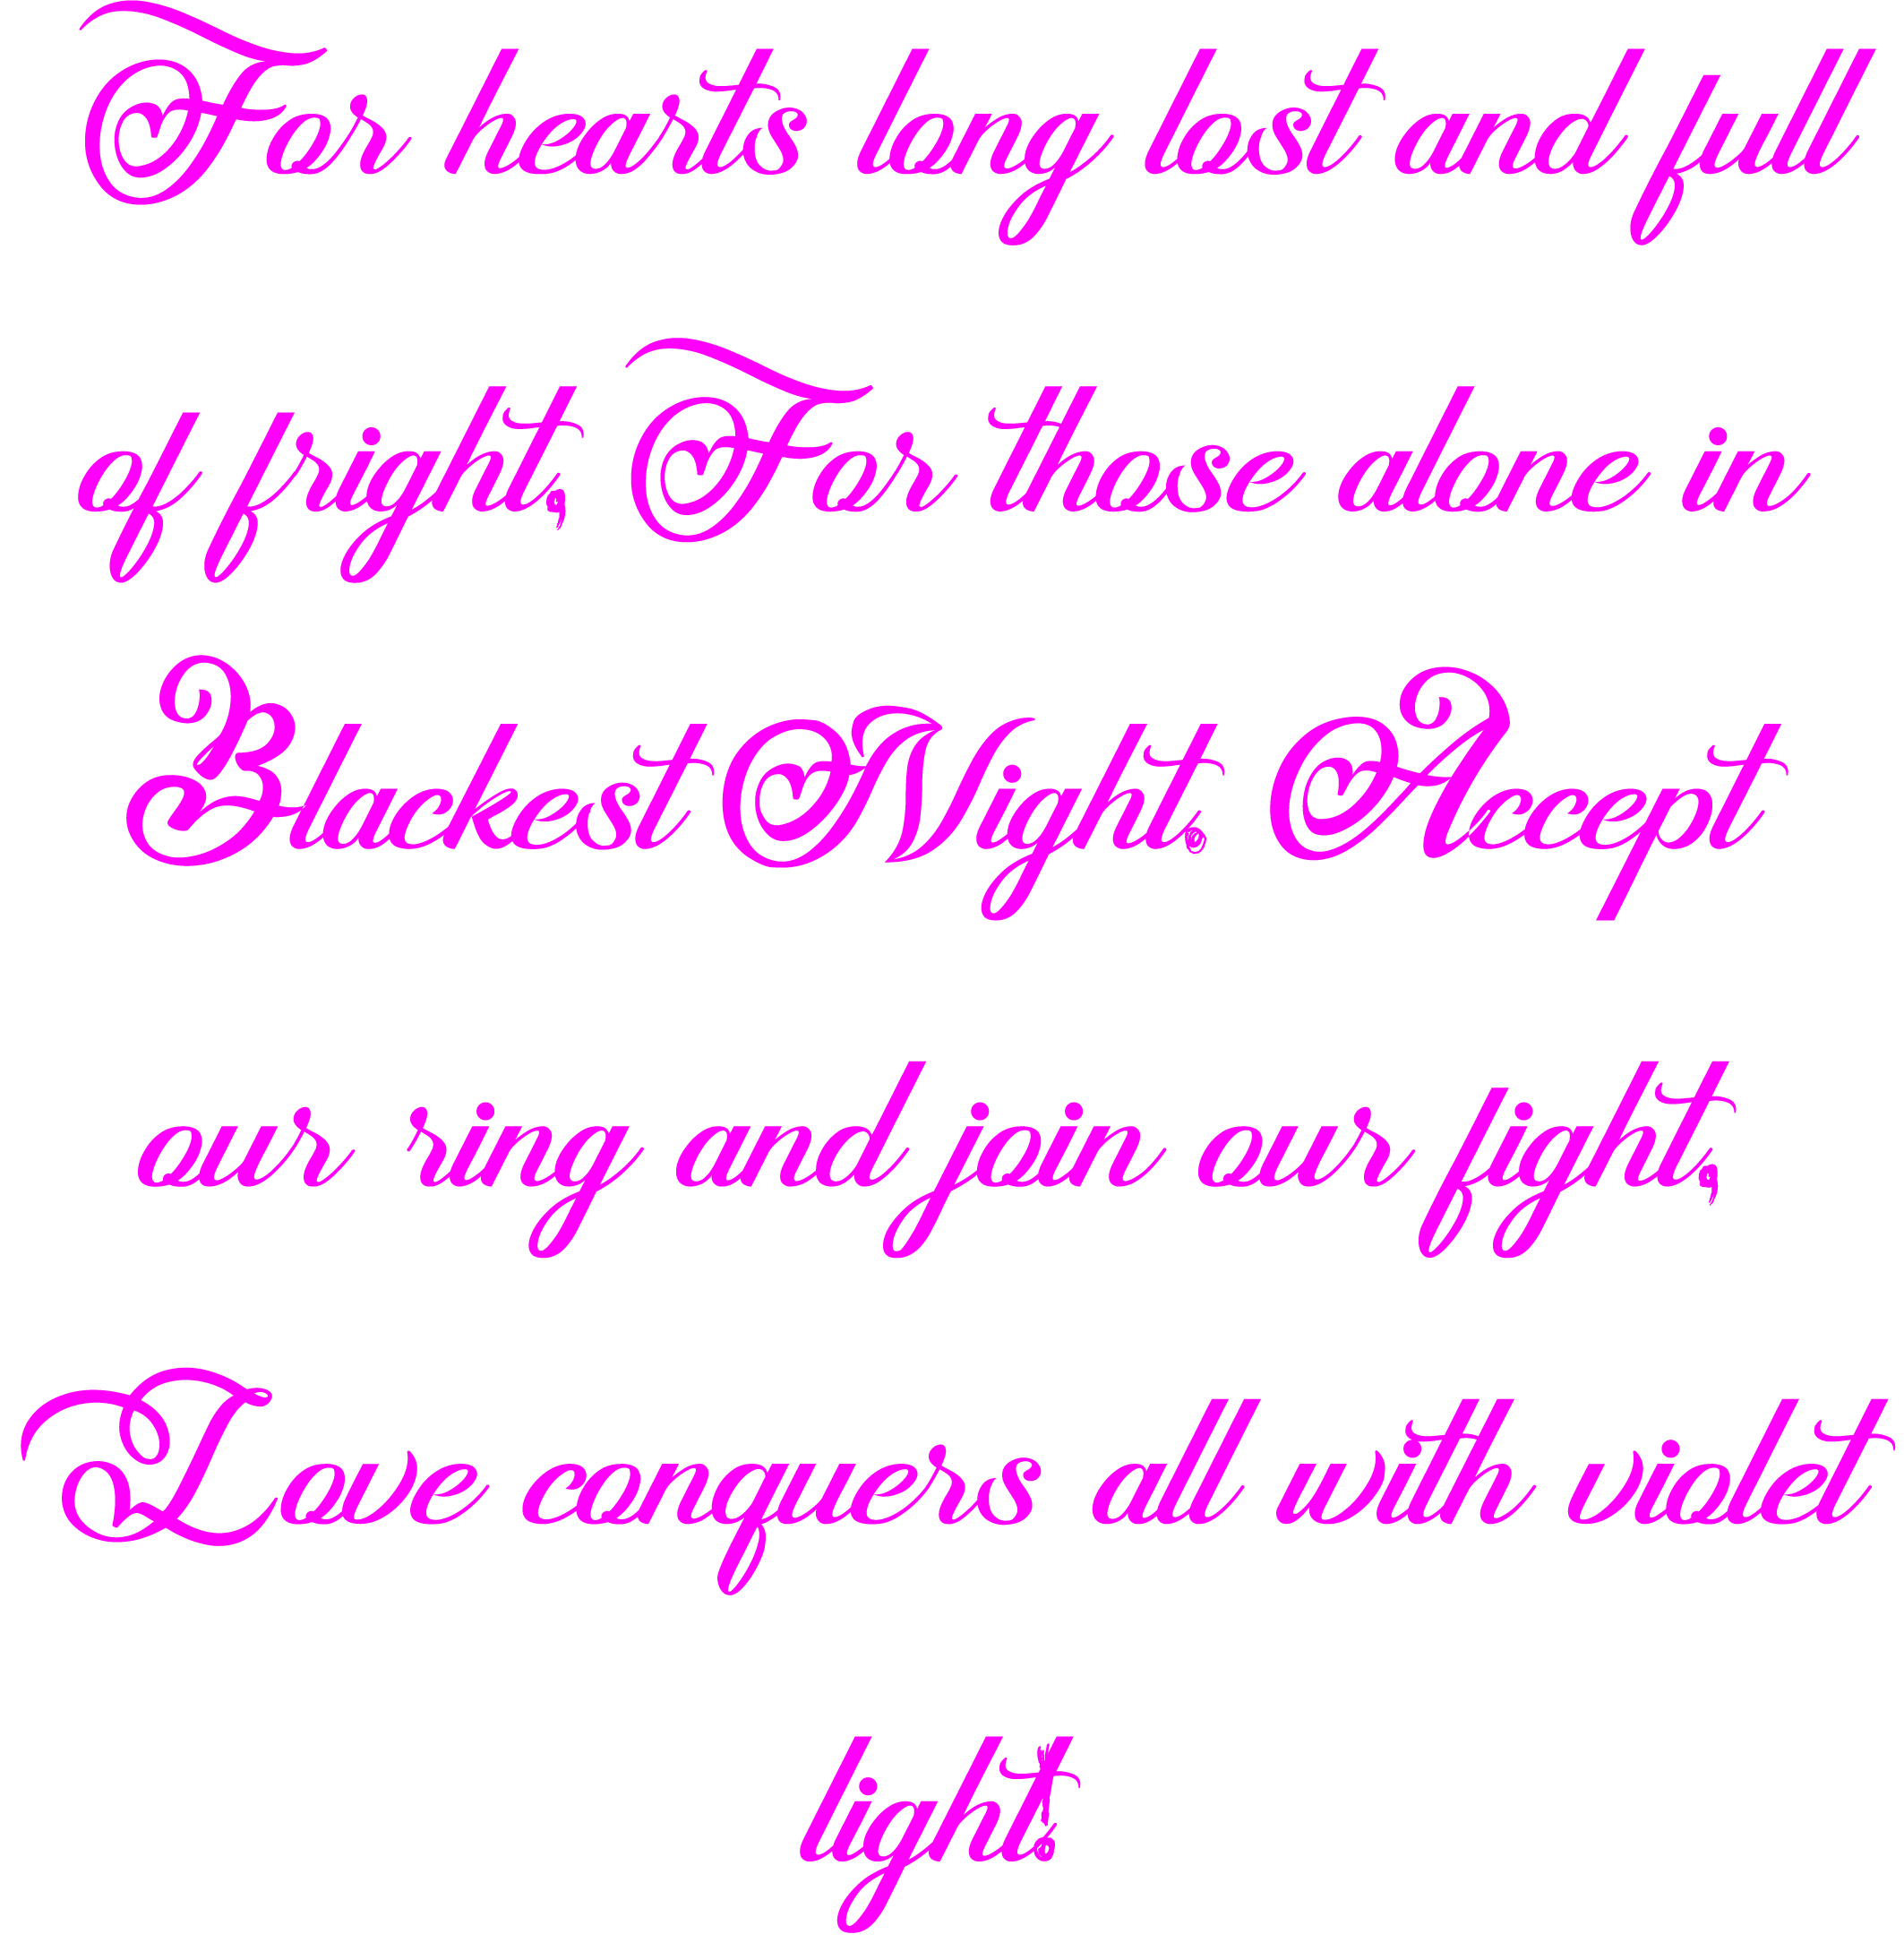 For hearts long lost and full
of fright, For those alone in
Blackest Night, Accept
our ring and join our fight,
Love conquers all with violet
light!